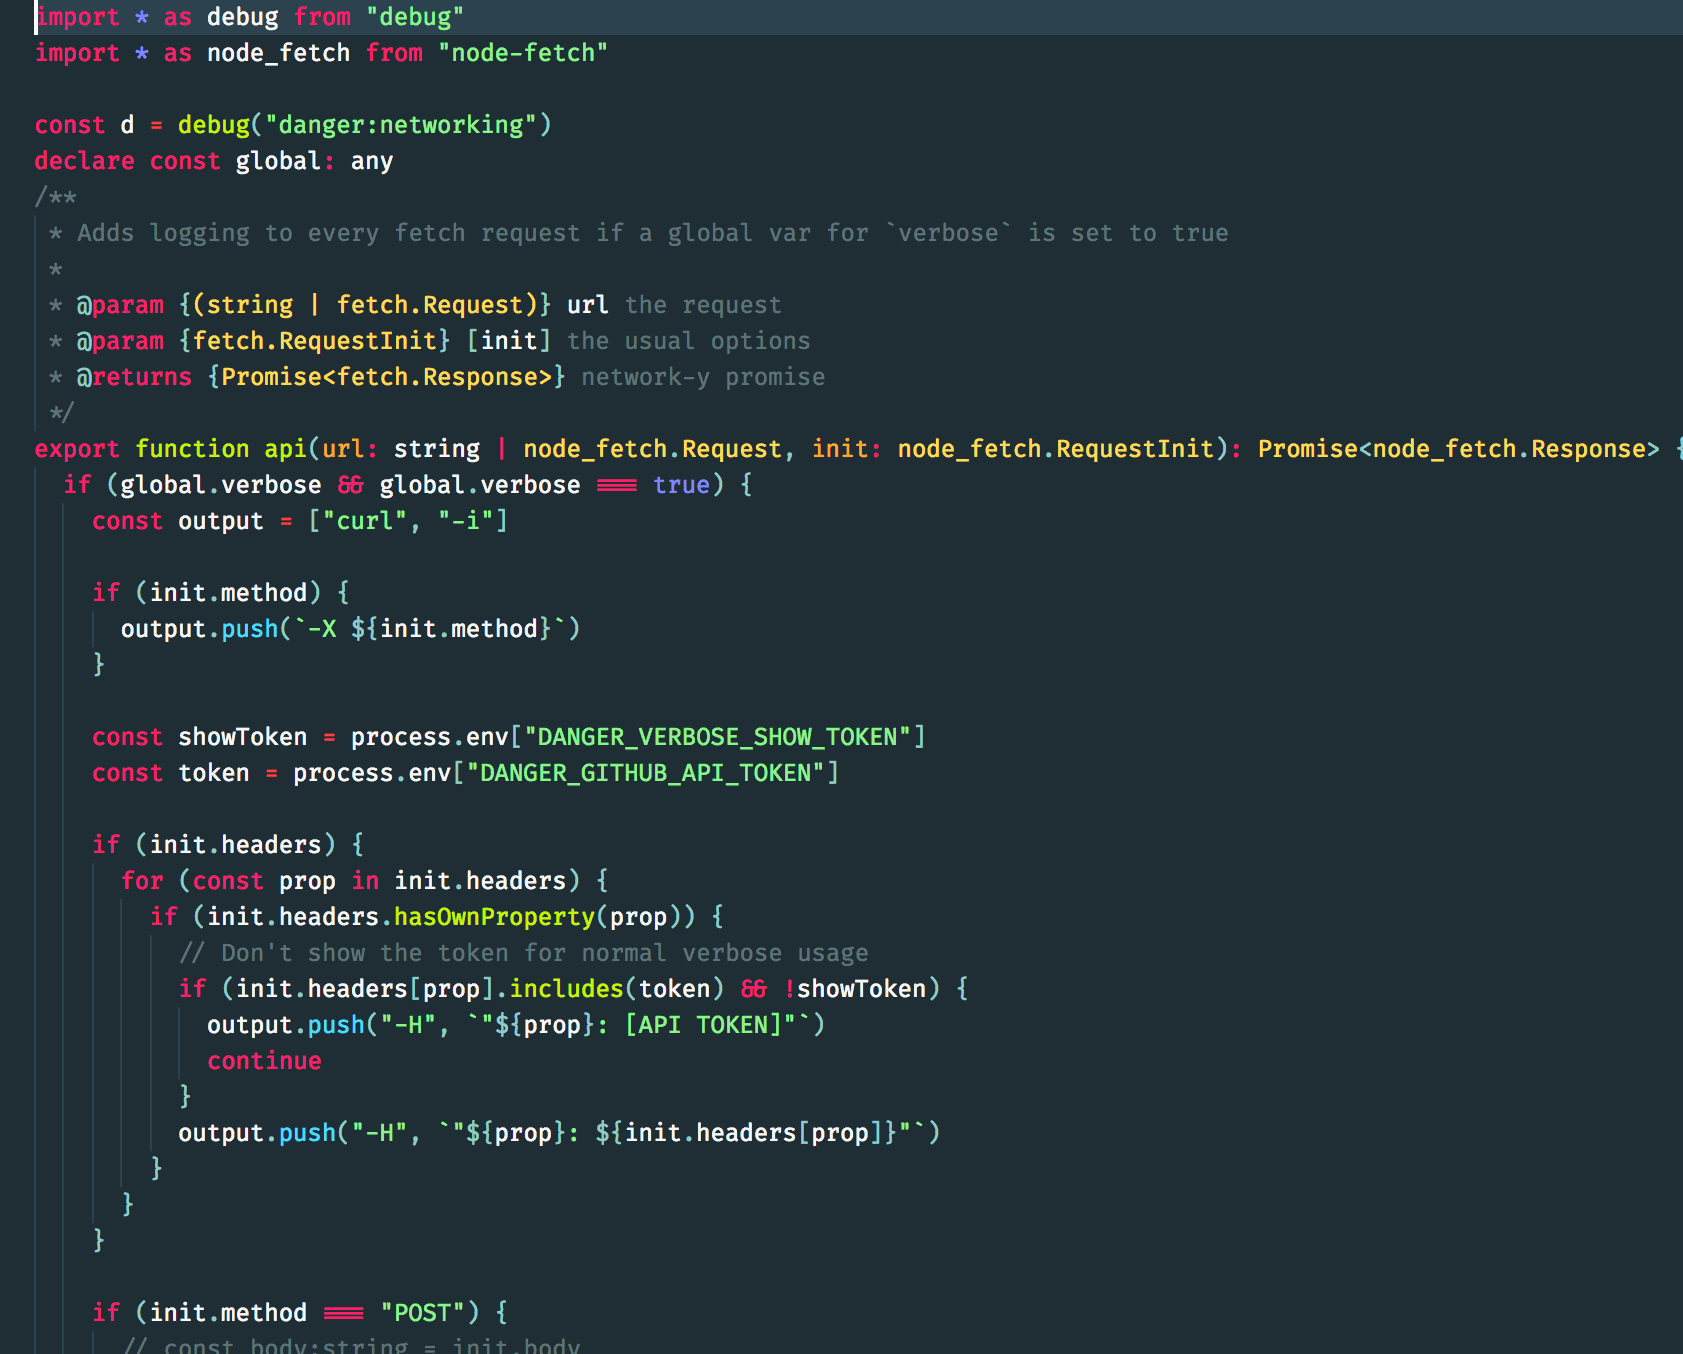 import * as debug from "debug"
import * as node_fetch from "node-fetch"

const d = debug("danger:networking")
declare const global: any
/**
 * Adds logging to every fetch request if a global var for `verbose` is set to true
 *
 * @param {(string | fetch.Request)} url the request
 * @param {fetch.RequestInit} [init] the usual options
 * @returns {Promise<fetch.Response>} network-y promise
 */
export function api(url: string | node_fetch.Request, init: node_fetch.RequestInit): Promise<node_fetch.Response> {
  if (global.verbose && global.verbose === true) {
    const output = ["curl", "-i"]

    if (init.method) {
      output.push(`-X ${init.method}`)
    }

    const showToken = process.env["DANGER_VERBOSE_SHOW_TOKEN"]
    const token = process.env["DANGER_GITHUB_API_TOKEN"]

    if (init.headers) {
      for (const prop in init.headers) {
        if (init.headers.hasOwnProperty(prop)) {
          // Don't show the token for normal verbose usage
          if (init.headers[prop].includes(token) && !showToken) {
            output.push("-H", `"${prop}: [API TOKEN]"`)
            continue
          }
          output.push("-H", `"${prop}: ${init.headers[prop]}"`)
        }
      }
    }

    if (init.method === "POST") {
      // const body:string = init.body